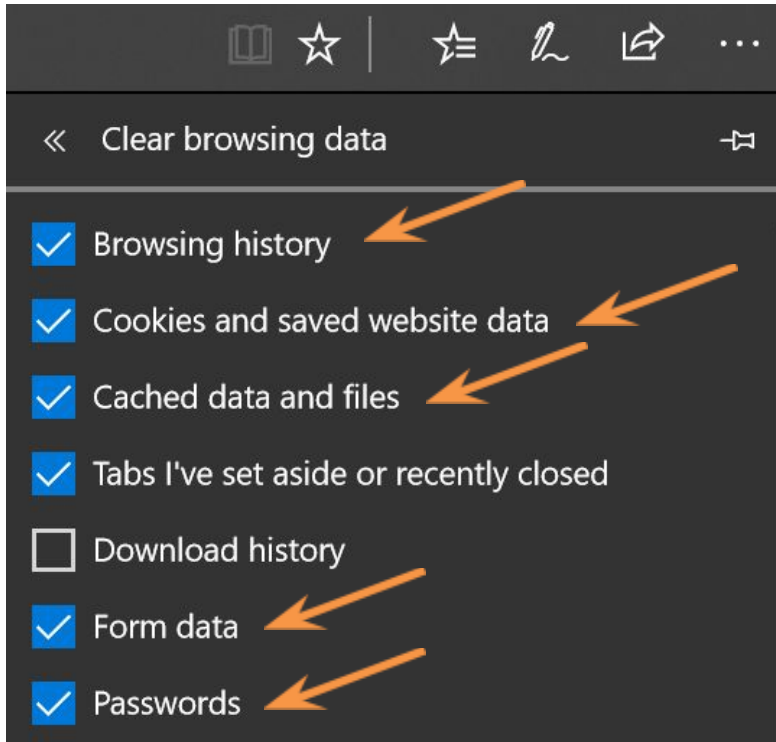 Clear browsing data
Browsing history
Cookies and saved website data
Cached data and files
Tabs I've set aside or recently closed
Download history
Form data
Passwords